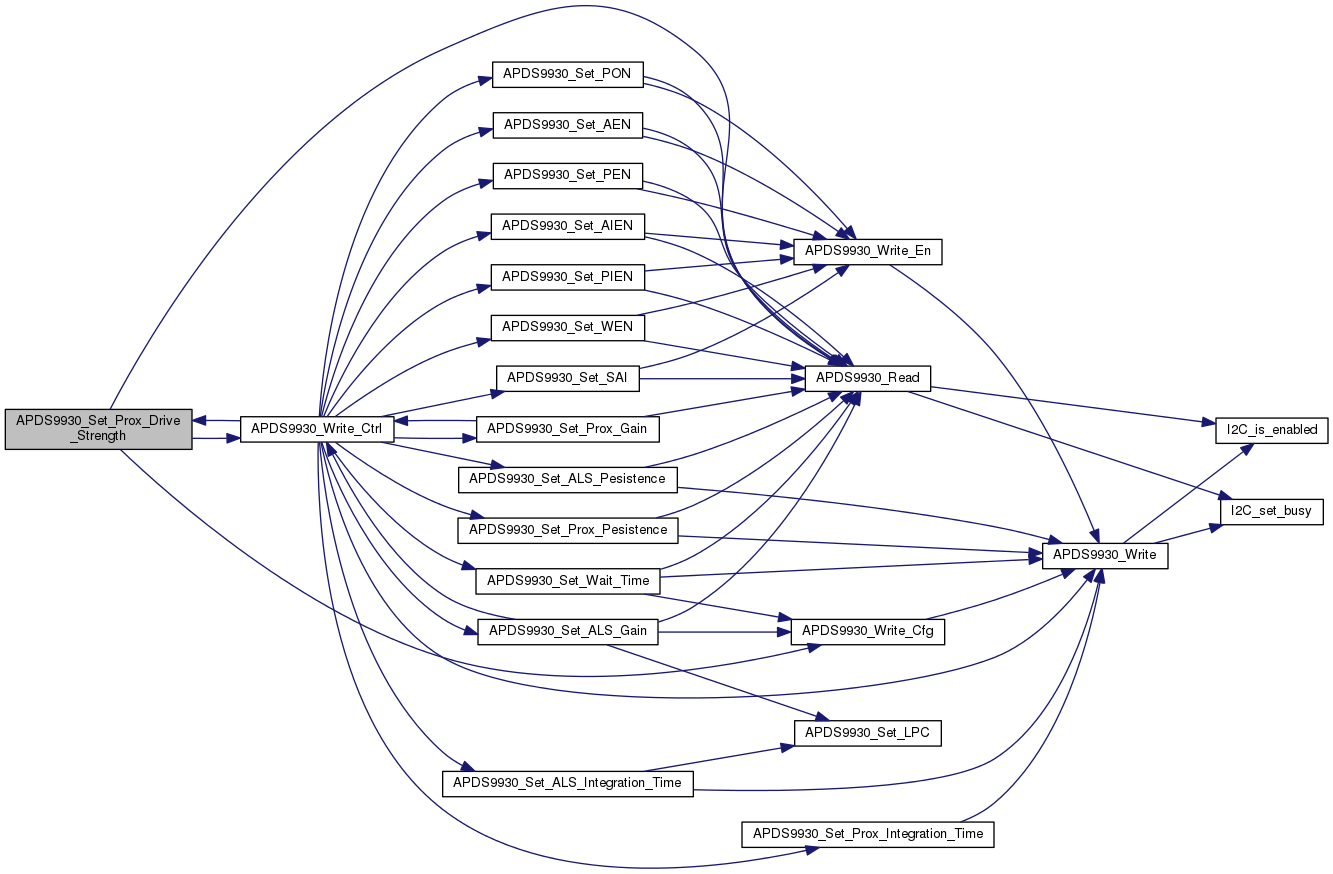 APDS9930_Set_PON
APDS9930_Set_AEN
APDS9930_Set_PEN
APDS9930_Set_AIEN
APDS9930_Write_En
APDS9930_Set_PIEN
APDS9930_Set_WEN
APDS9930_Set_SAI
APDS9930_Read
APDS9930_Set_Prox_Drive
_Strength
APDS9930_Write_Ctrl
APDS9930_Set_Prox_Gain
I2C_is_enabled
APDS9930_Set_ALS_Pesistence
I2C_set_busy
APDS9930_Set_Prox_Pesistence
APDS9930_Write
APDS9930_Set_Wait_Time
APDS9930_Set_ALS_Gain
APDS9930_Write_Cfg
APDS9930_Set_LPC
APDS9930_Set_ALS_Integration_Time
APDS9930_Set_Prox_Integration_Time